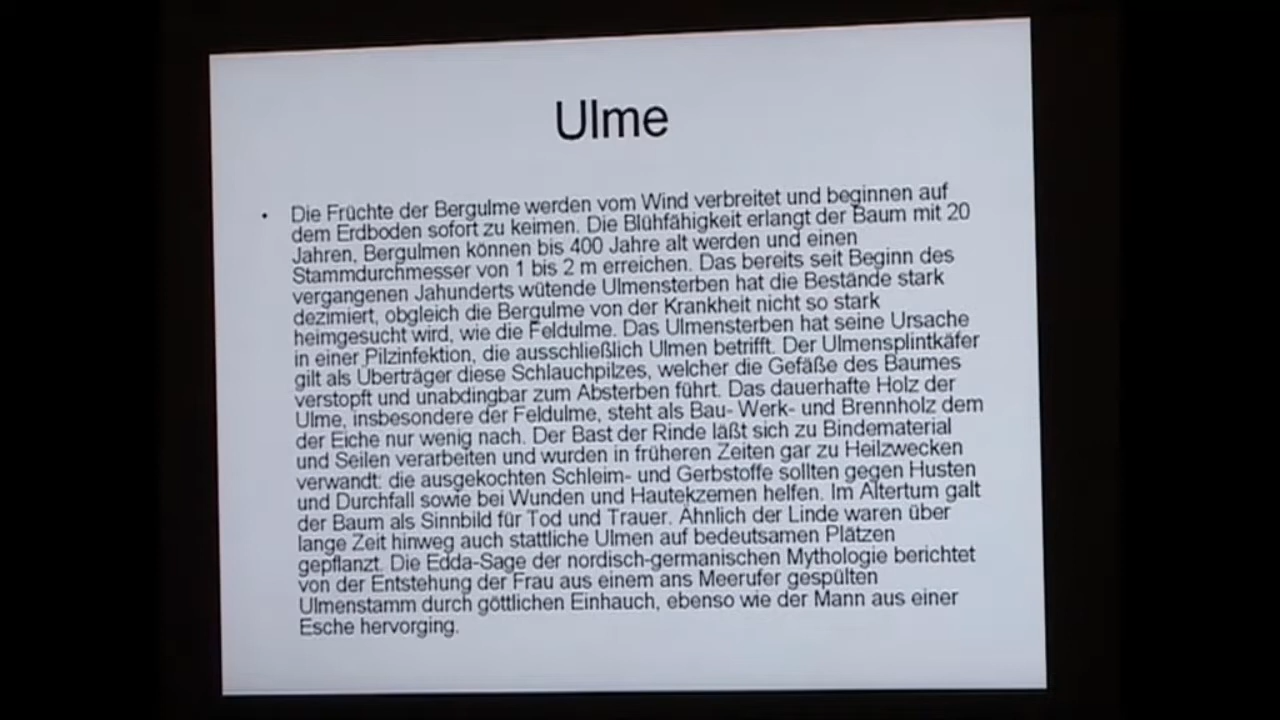 Ulme
• Die Früchte der Bergulme werden vom Wind verbreitet und beginnen auf
dem Erdboden sofort zu keimen. Die Blühfähigkeit erlangt der Baum mit 20
Jahren, Bergulmen können bis 400 Jahre alt werden und einen
Stammdurchmesser von 1 bis 2 m erreichen. Das bereits seit Beginn des
vergangenen Jahunderts wütende Ulmensterben hat die Bestände stark
dezimiert, obgleich die Bergulme von der Krankheit nicht so stark
heimgesucht wird, wie die Feldulme. Das Ulmensterben hat seine Ursache
in einer Pilzinfektion, die ausschließlich Ulmen betrifft. Der Ulmensplintkäfer
gilt als Überträger diese Schlauchpilzes, welcher die Gefäße des Baumes
verstopft und unabdingbar zum Absterben führt. Das dauerhafte Holz der
Ulme, insbesondere der Feldulme, steht als Bau- Werk- und Brennholz dem
der Eiche nur wenig nach. Der Bast der Rinde läßt sich zu Bindematerial
und Seilen verarbeiten und wurden in früheren Zeiten gar zu Heilzwecken
verwandt: die ausgekochten Schleim- und Gerbstoffe sollten gegen Husten
und Durchfall sowie bei Wunden und Hautekzemen helfen. Im Altertum galt
der Baum als Sinnbild für Tod und Trauer. Ähnlich der Linde waren über
lange Zeit hinweg auch stattliche Ulmen auf bedeutsamen Plätzen
gepflanzt. Die Edda-Sage der nordisch-germanischen Mythologie berichtet
von der Entstehung der Frau aus einem ans Meerufer gespülten
Ulmenstamm durch göttlichen Einhauch, ebenso wie der Mann aus einer
Esche hervorging.